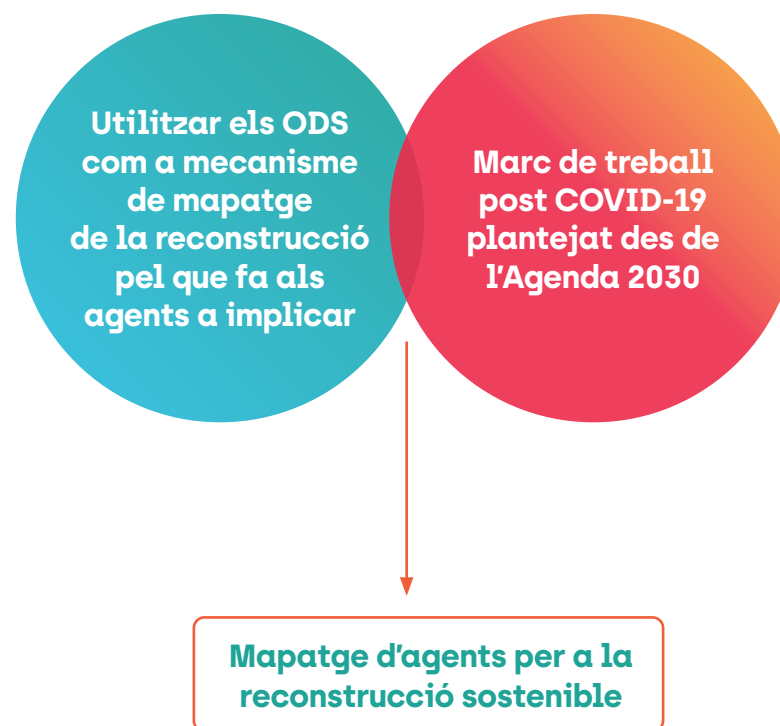 Utilitzar els ODS
com a mecanisme
de mapatge
de la reconstrucció
pel que fa als
agents a implicar
Marc de treball
post COVID-19
plantejat des de
l'Agenda 2030
Mapatge d'agents per a la
reconstrucció sostenible